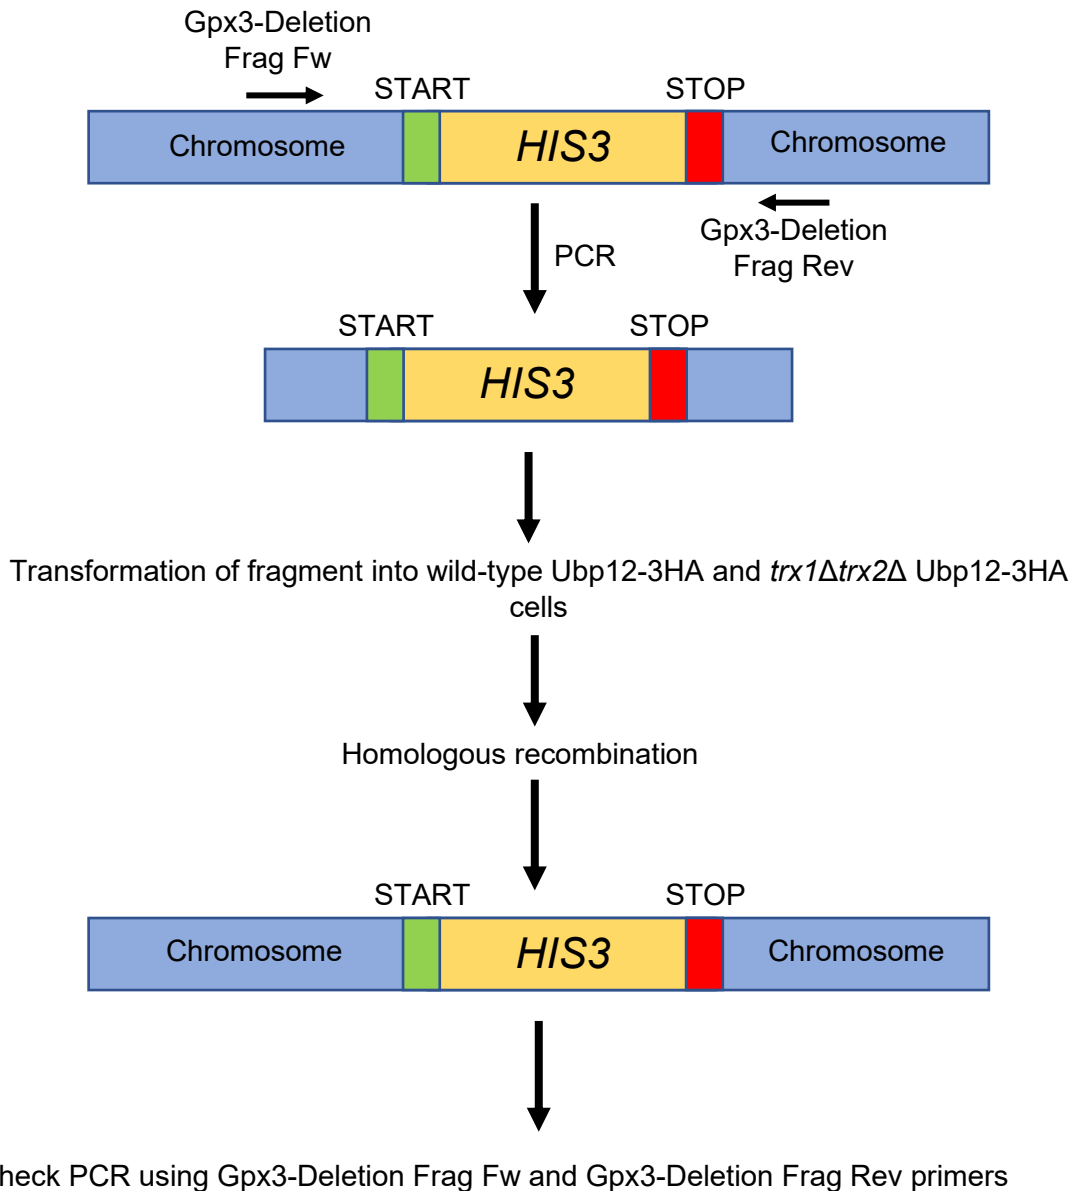 Gpx3-Deletion
Frag Fw
START
STOP
Chromosome
HIS3
Chromosome
Gpx3-Deletion
Frag Rev
PCR
START
STOP
HIS3
Transformation of fragment into wild-type Ubp12-3HA and trx1Δtrx2Δ Ubp12-3HA
cells
Homologous recombination
START
STOP
Chromosome
HIS3
Chromosome
heck PCR using Gpx3-Deletion Frag Fw and Gpx3-Deletion Frag Rev primers